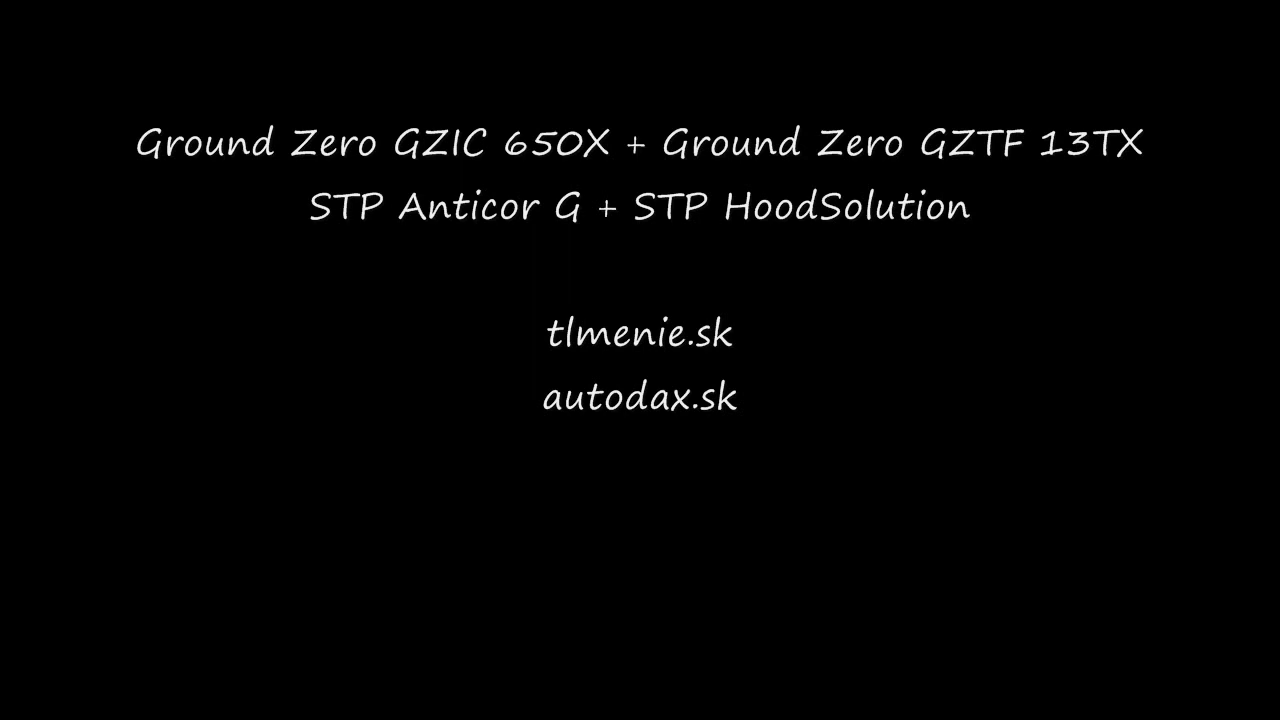 Ground Zero GZIC 650X + Ground Zero GZTF 13TX
STP Anticor G + STP HoodSolution
tlmenie.sk
autodax.sk